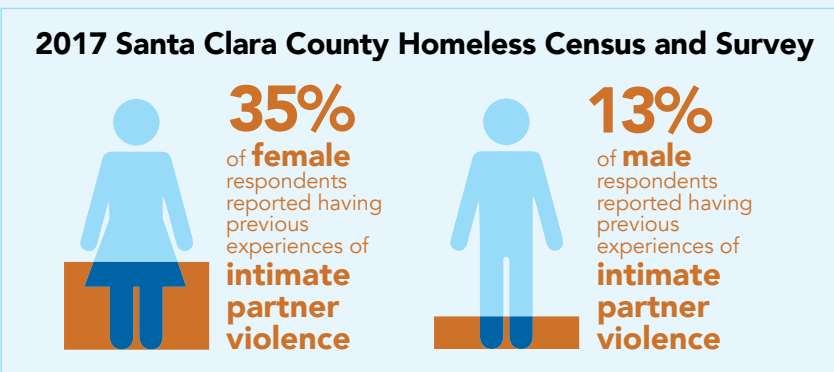 2017 Santa Clara County Homeless Census and Survey
35%
of female
respondents
reported having
previous
experiences of
intimate
partner
violence
13%
of male
respondents
reported having
previous
experiences of
intimate
partner
violence